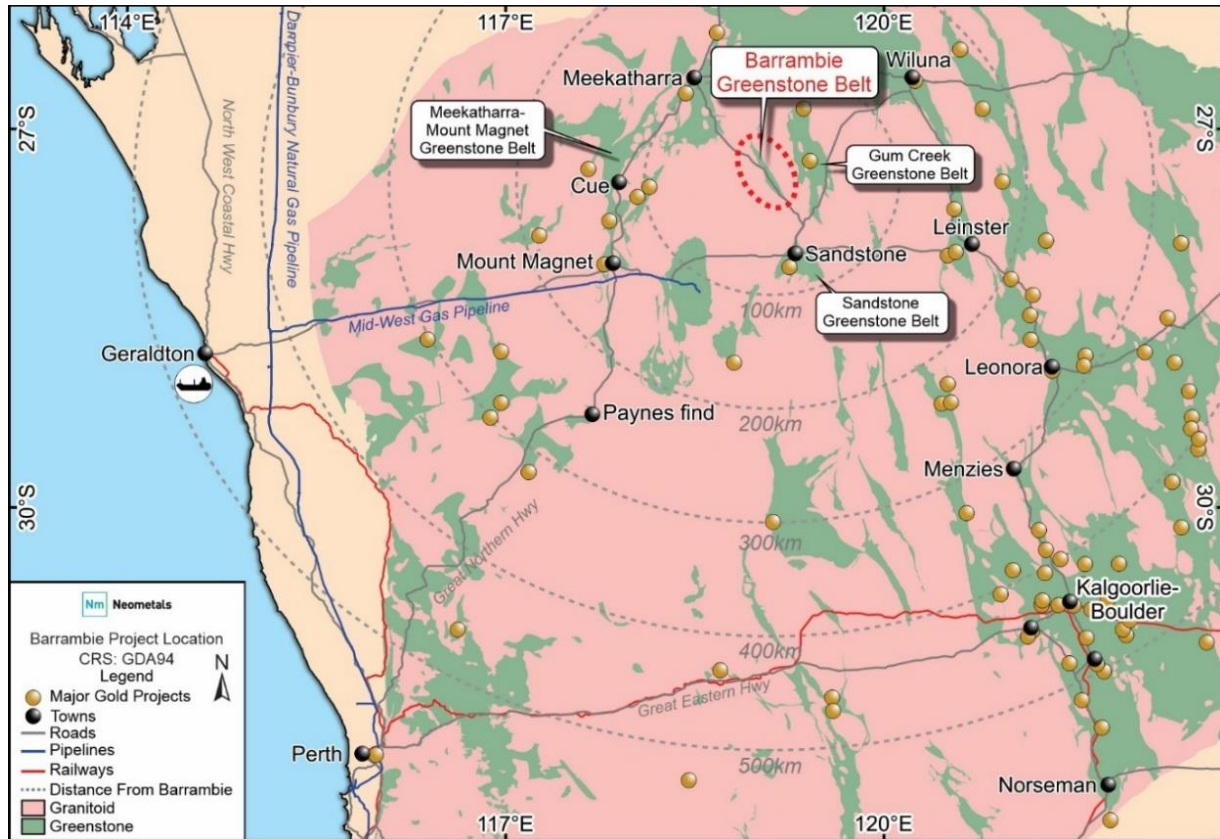 114°E
117°E
120°E
Dampier-Bunbury Natural Gas Pipeline
North West Coastal Hwy
Meekatharra
Barrambie
Greenstone Belt
Wiluna
27°S
27°S
Meekatharra-
Mount Magnet
Greenstone Belt
Gum Creek
Greenstone Belt
Cue
Leinster
Mount Magnet
Sandstone
100km
Sandstone
Greenstone Belt
Mid-West Gas Pipeline
Geraldton
Leonora
Paynes find
200km
Menzies
30°S
30°S
300km
Great Northern Hwy
Kalgoorlie-
Boulder
400km
Great Eastern Hwy
Perth
500km
Norseman
Nm Neometals
Barrambie Project Location
CRS: GDA94
N
Legend
Major Gold Projects
Towns
Roads
Pipelines
Railways
Distance From Barrambie
Granitoid
Greenstone
117°E
120°E